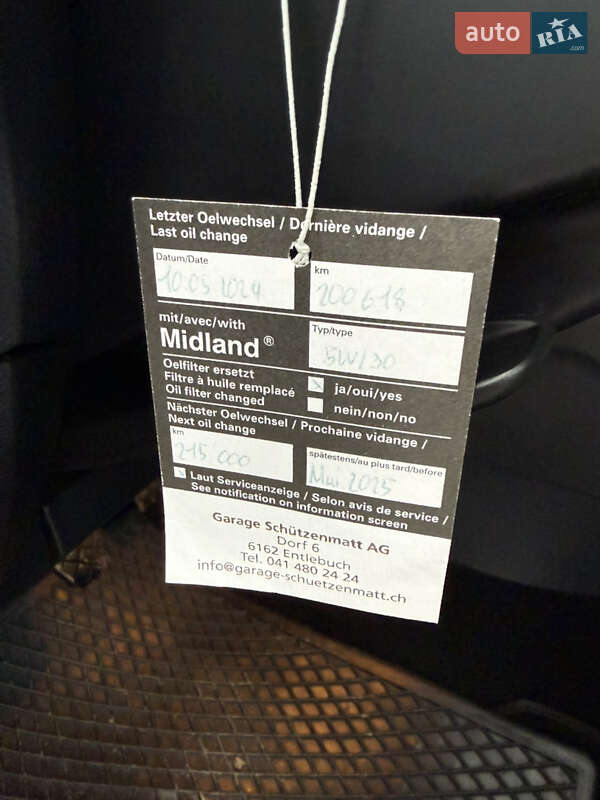 auto RIA
.com
Letzter Oelwechsel / Dernière vidange /
Last oil change
Datum/Date
10.05 2024
km
200 618
mit/avec/with
Midland®
Typ/type
5W/30
Oelfilter ersetzt
Filtre à huile remplacé
Oil filter changed
ja/oui/yes
nein/non/no
Nächster Oelwechsel / Prochaine vidange /
Next oil change
km
215 000
spätestens/au plus tard/before
Mai 2025
Laut Serviceanzeige / Selon avis de service /
See notification on information screen
Garage Schützenmatt AG
Dorf 6
6162 Entlebuch
Tel. 041 480 24 24
info@garage-schuetzenmatt.ch